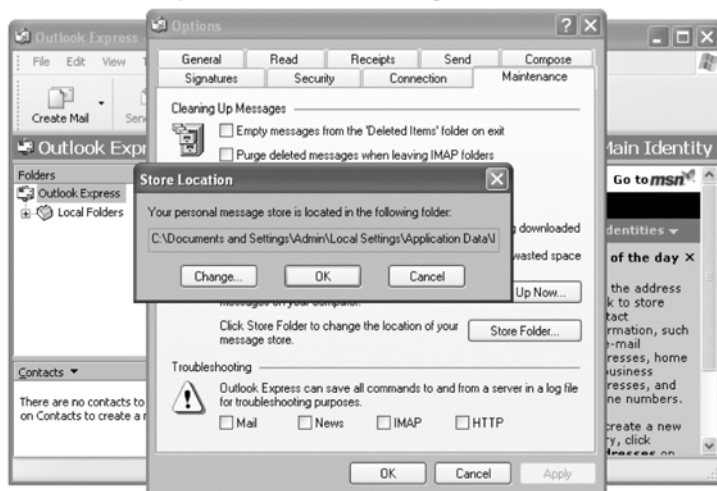 Outlook Express
File Edit View
Create Mail
Outlook Expr
Folders
Outlook Express
Local Folders
Contacts
There are no contacts to
on Contacts to create a
Options
General Read Receipts Send Compose
Signatures Security Connection Maintenance
Cleaning Up Messages
Empty messages from the 'Deleted Items' folder on exit
Purge deleted messages when leaving IMAP folders
downloaded
wasted space
Up Now...
messages on your computer.
Click Store Folder to change the location of your
message store.
Store Folder...
Troubleshooting
Outlook Express can save all commands to and from a server in a log file
for troubleshooting purposes.
Mail News IMAP HTTP
OK Cancel Apply
Store Location
Your personal message store is located in the following folder:
C:\Documents and Settings\Admin\Local Settings\Application Data\I
Change... OK Cancel
Main Identity
Go to msn
dentities
of the day
the address
k to store
tact
rmation, such
e-mail
resses, home
business
resses, and
ne numbers.
create a new
ry, click